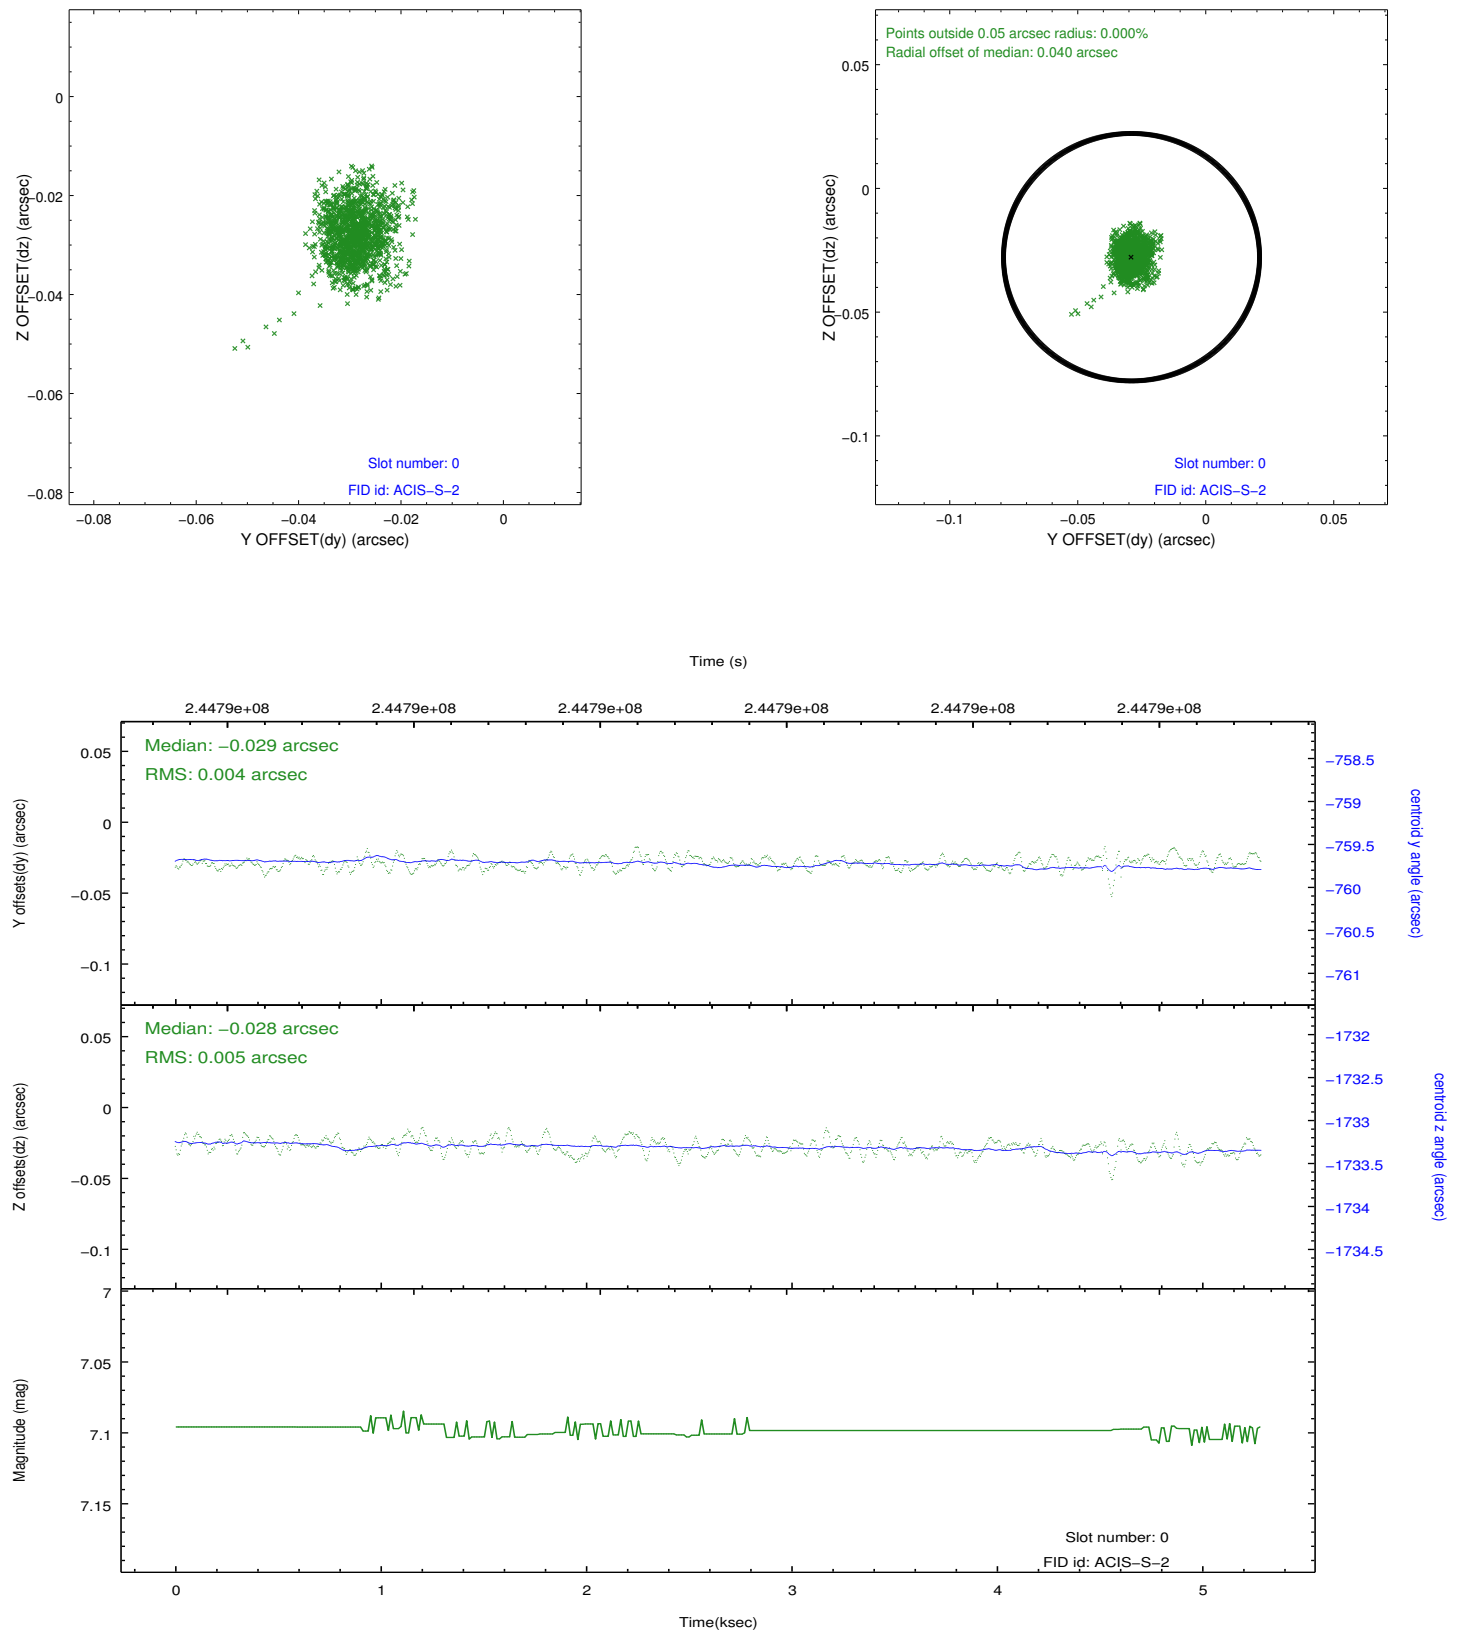 0
−0.02
−0.04
−0.06
−0.08
Z OFFSET(dz) (arcsec)
Slot number: 0
FID id: ACIS−S−2
−0.08 −0.06 −0.04 −0.02 0
Y OFFSET(dy) (arcsec)
Points outside 0.05 arcsec radius: 0.000%
Radial offset of median: 0.040 arcsec
0.05
0
−0.05
−0.1
Z OFFSET(dz) (arcsec)
Slot number: 0
FID id: ACIS−S−2
−0.1 −0.05 0 0.05
Y OFFSET(dy) (arcsec)
Time (s)
2.4479e+08 2.4479e+08 2.4479e+08 2.4479e+08 2.4479e+08 2.4479e+08
Median: −0.029 arcsec
RMS: 0.004 arcsec
0.05
0
−0.05
−0.1
Y offsets(dy) (arcsec)
−758.5
−759
−759.5
−760
−760.5
−761
centroid y angle (arcsec)
Median: −0.028 arcsec
RMS: 0.005 arcsec
0.05
0
−0.05
−0.1
Z offsets(dz) (arcsec)
−1732
−1732.5
−1733
−1733.5
−1734
−1734.5
centroid z angle (arcsec)
7
7.05
7.1
7.15
Magnitude (mag)
Slot number: 0
FID id: ACIS−S−2
0 1 2 3 4 5
Time(ksec)